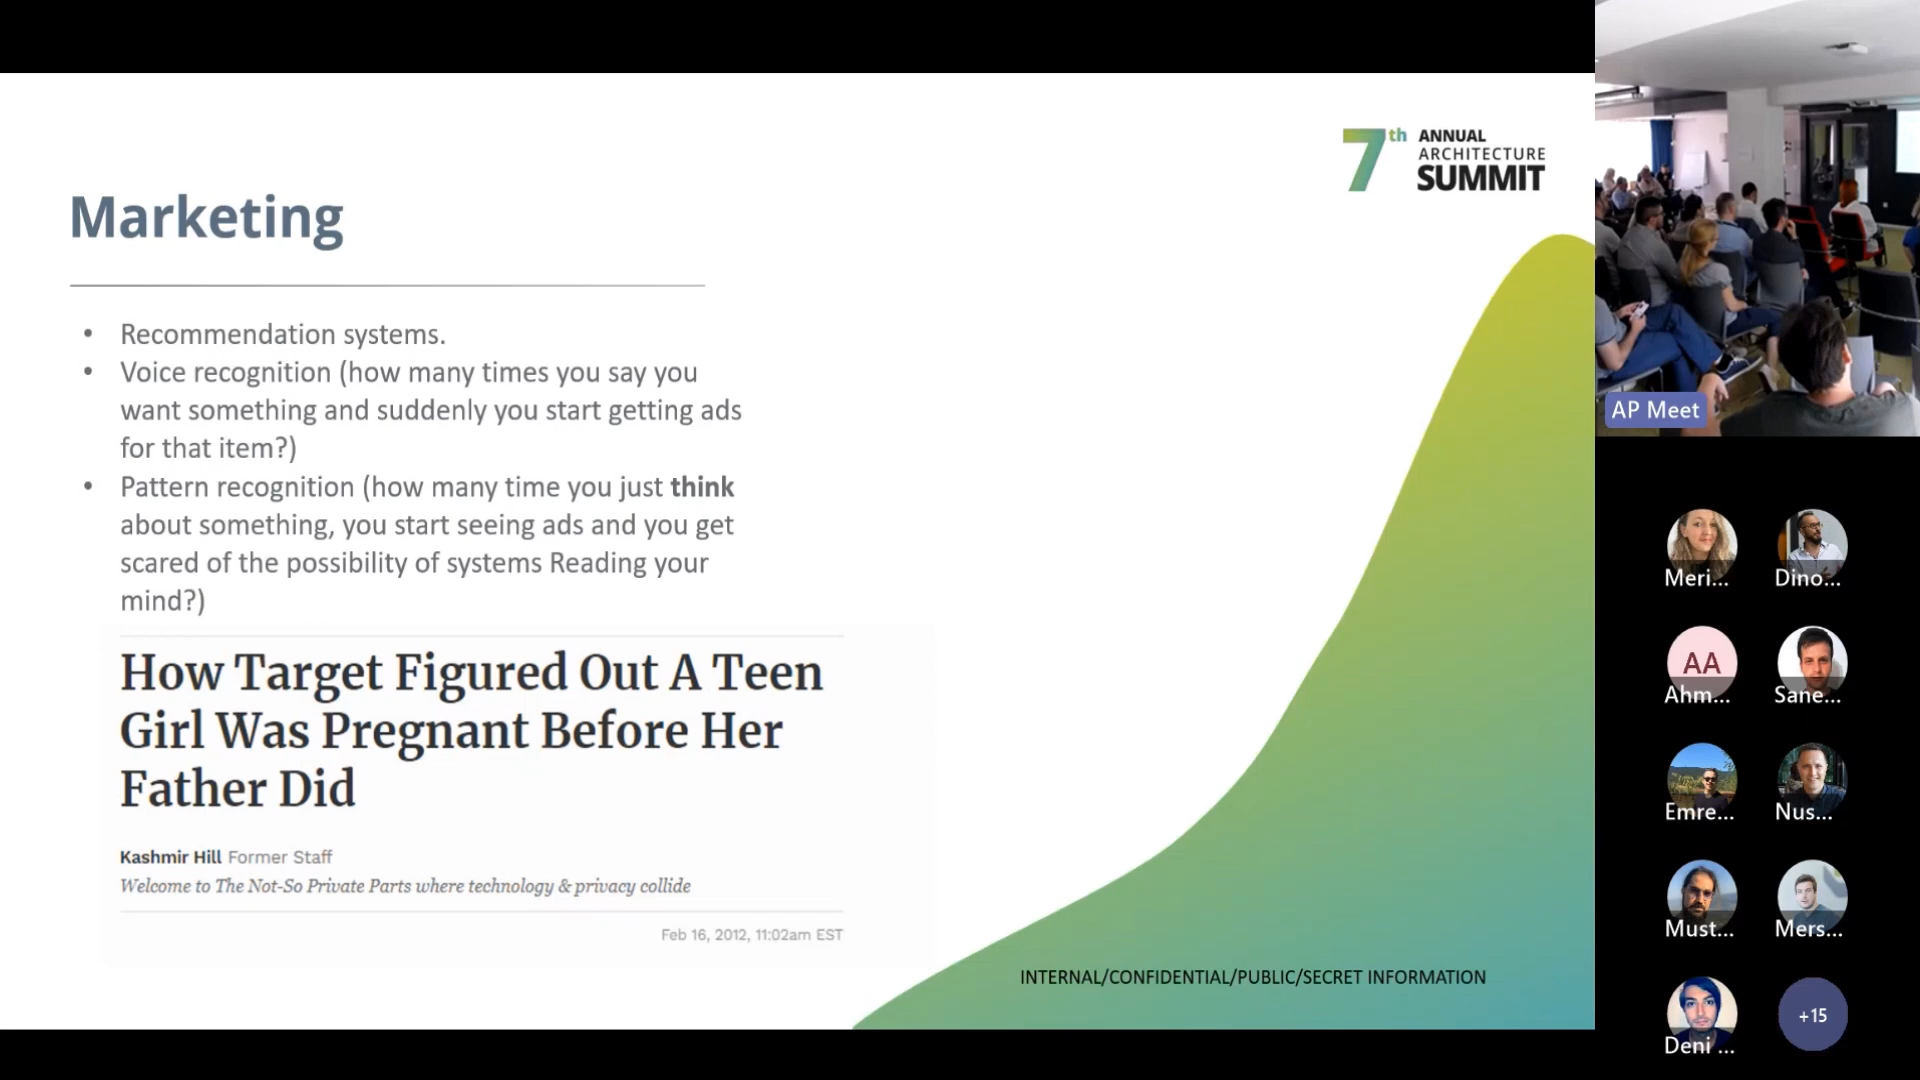 7th ANNUAL
ARCHITECTURE
SUMMIT
Marketing
• Recommendation systems.
• Voice recognition (how many times you say you
want something and suddenly you start getting ads
for that item?)
• Pattern recognition (how many time you just think
about something, you start seeing ads and you get
scared of the possibility of systems Reading your
mind?)
How Target Figured Out A Teen
Girl Was Pregnant Before Her
Father Did
Kashmir Hill Former Staff
Welcome to The Not-So Private Parts where technology & privacy collide
Feb 16, 2012, 11:02am EST
INTERNAL/CONFIDENTIAL/PUBLIC/SECRET INFORMATION
AP Meet
Meri...
Dino...
AA
Ahm...
Sane...
Emre...
Nus...
Must...
Mers...
Deni ...
+15